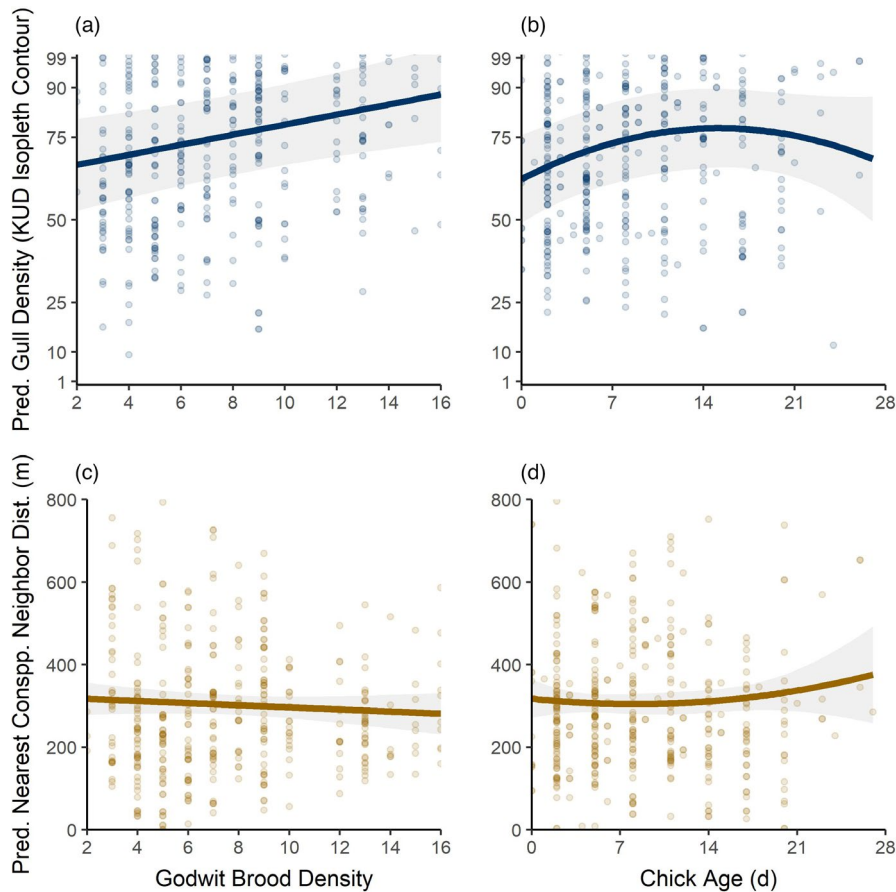 (a)
(b)
Pred. Gull Density (KUD Isopleth Contour)
99
90
75
50
25
10
1
2 4 6 8 10 12 14 16
99
90
75
50
25
10
1
0 7 14 21 28
(c)
(d)
Pred. Nearest Conspp. Neighbor Dist. (m)
800
600
400
200
0
2 4 6 8 10 12 14 16
Godwit Brood Density
800
600
400
200
0
0 7 14 21 28
Chick Age (d)